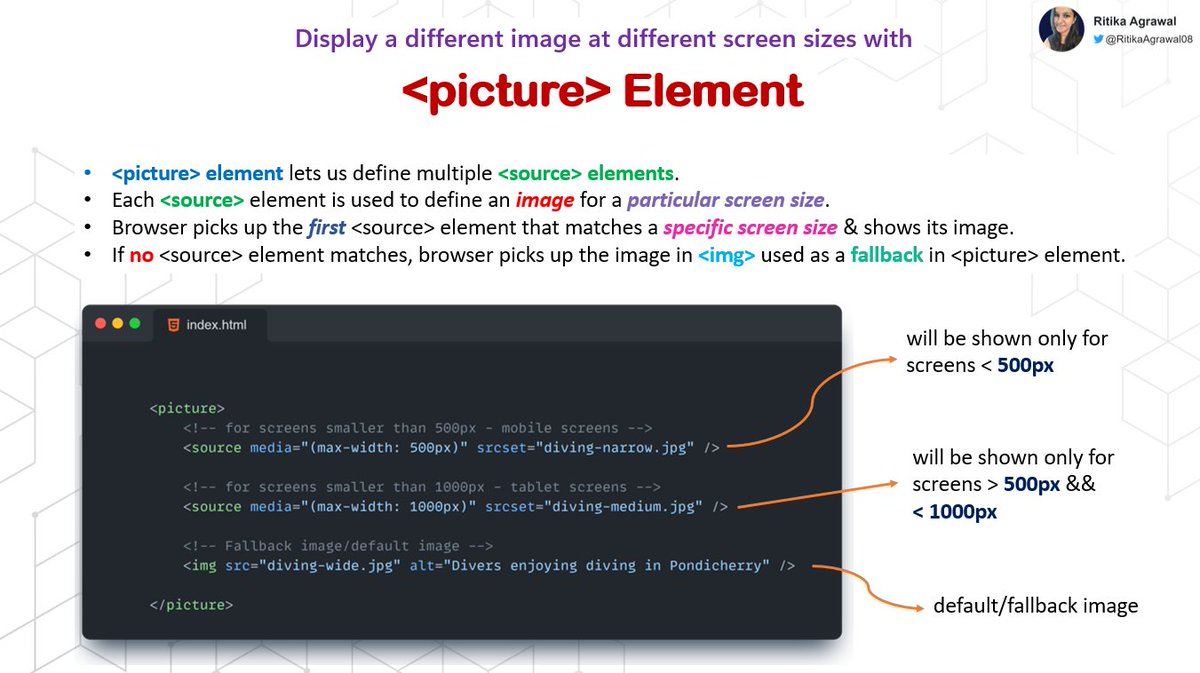 Ritika Agrawal
@RitikaAgrawal08
Display a different image at different screen sizes with
<picture> Element
• <picture> element lets us define multiple <source> elements.
• Each <source> element is used to define an image for a particular screen size.
• Browser picks up the first <source> element that matches a specific screen size & shows its image.
• If no <source> element matches, browser picks up the image in <img> used as a fallback in <picture> element.
index.html
<picture>
<!-- for screens smaller than 500px - mobile screens -->
<source media="(max-width: 500px)" srcset="diving-narrow.jpg" />
<!-- for screens smaller than 1000px - tablet screens -->
<source media="(max-width: 1000px)" srcset="diving-medium.jpg" />
<!-- Fallback image/default image -->
<img src="diving-wide.jpg" alt="Divers enjoying diving in Pondicherry" />
</picture>
will be shown only for
screens < 500px
will be shown only for
screens > 500px &&
< 1000px
default/fallback image